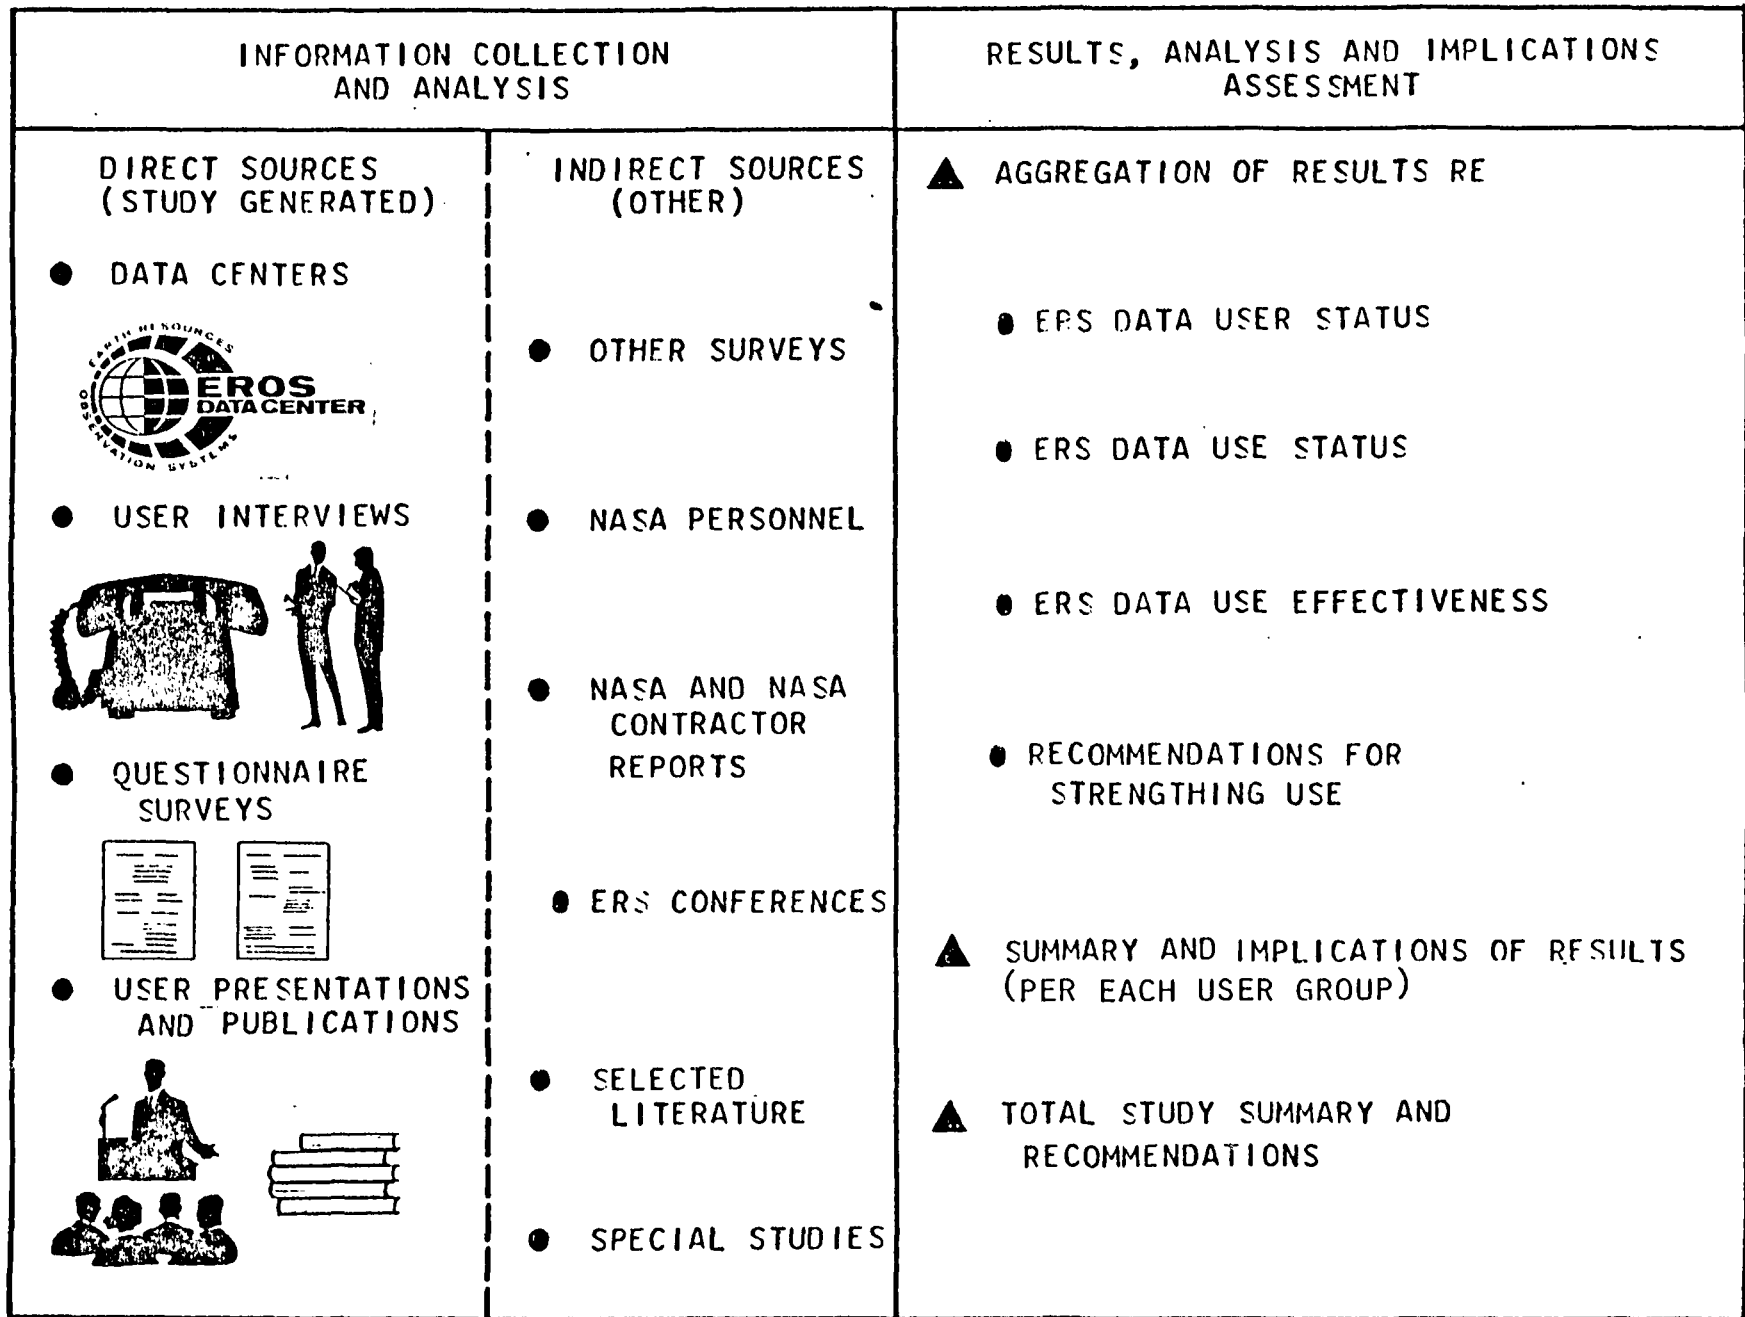 INFORMATION COLLECTION
AND ANALYSIS
RESULTS, ANALYSIS AND IMPLICATIONS
ASSESSMENT
DIRECT SOURCES
(STUDY GENERATED)
● DATA CENTERS
EARTH RESOURCES
OBSERVATION SYSTEMS
EROS
DATA CENTER
● USER INTERVIEWS
● QUESTIONNAIRE
SURVEYS
● USER PRESENTATIONS
AND PUBLICATIONS
INDIRECT SOURCES
(OTHER)
● OTHER SURVEYS
● NASA PERSONNEL
● NASA AND NASA
CONTRACTOR
REPORTS
● ERS CONFERENCES
● SELECTED
LITERATURE
● SPECIAL STUDIES
▲ AGGREGATION OF RESULTS RE
● ERS DATA USER STATUS
● ERS DATA USE STATUS
● ERS DATA USE EFFECTIVENESS
● RECOMMENDATIONS FOR
STRENGTHING USE
▲ SUMMARY AND IMPLICATIONS OF RESULTS
(PER EACH USER GROUP)
▲ TOTAL STUDY SUMMARY AND
RECOMMENDATIONS